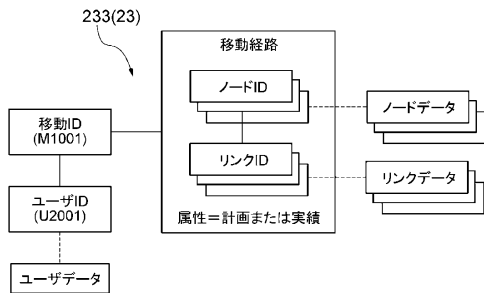 233(23)
移動経路
ノードID
ノードデータ
移動ID
(M1001)
リンクID
リンクデータ
ユーザID
(U2001)
属性=計画または実績
ユーザデータ